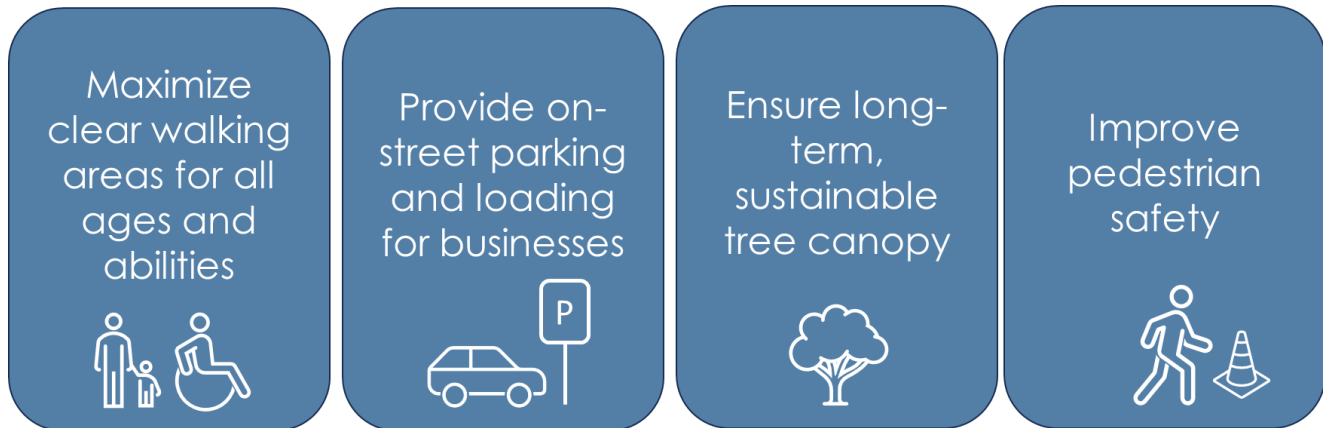 Maximize
clear walking
areas for all
ages and
abilities
Provide on-
street parking
and loading
for businesses
P
Ensure long-
term,
sustainable
tree canopy
Improve
pedestrian
safety